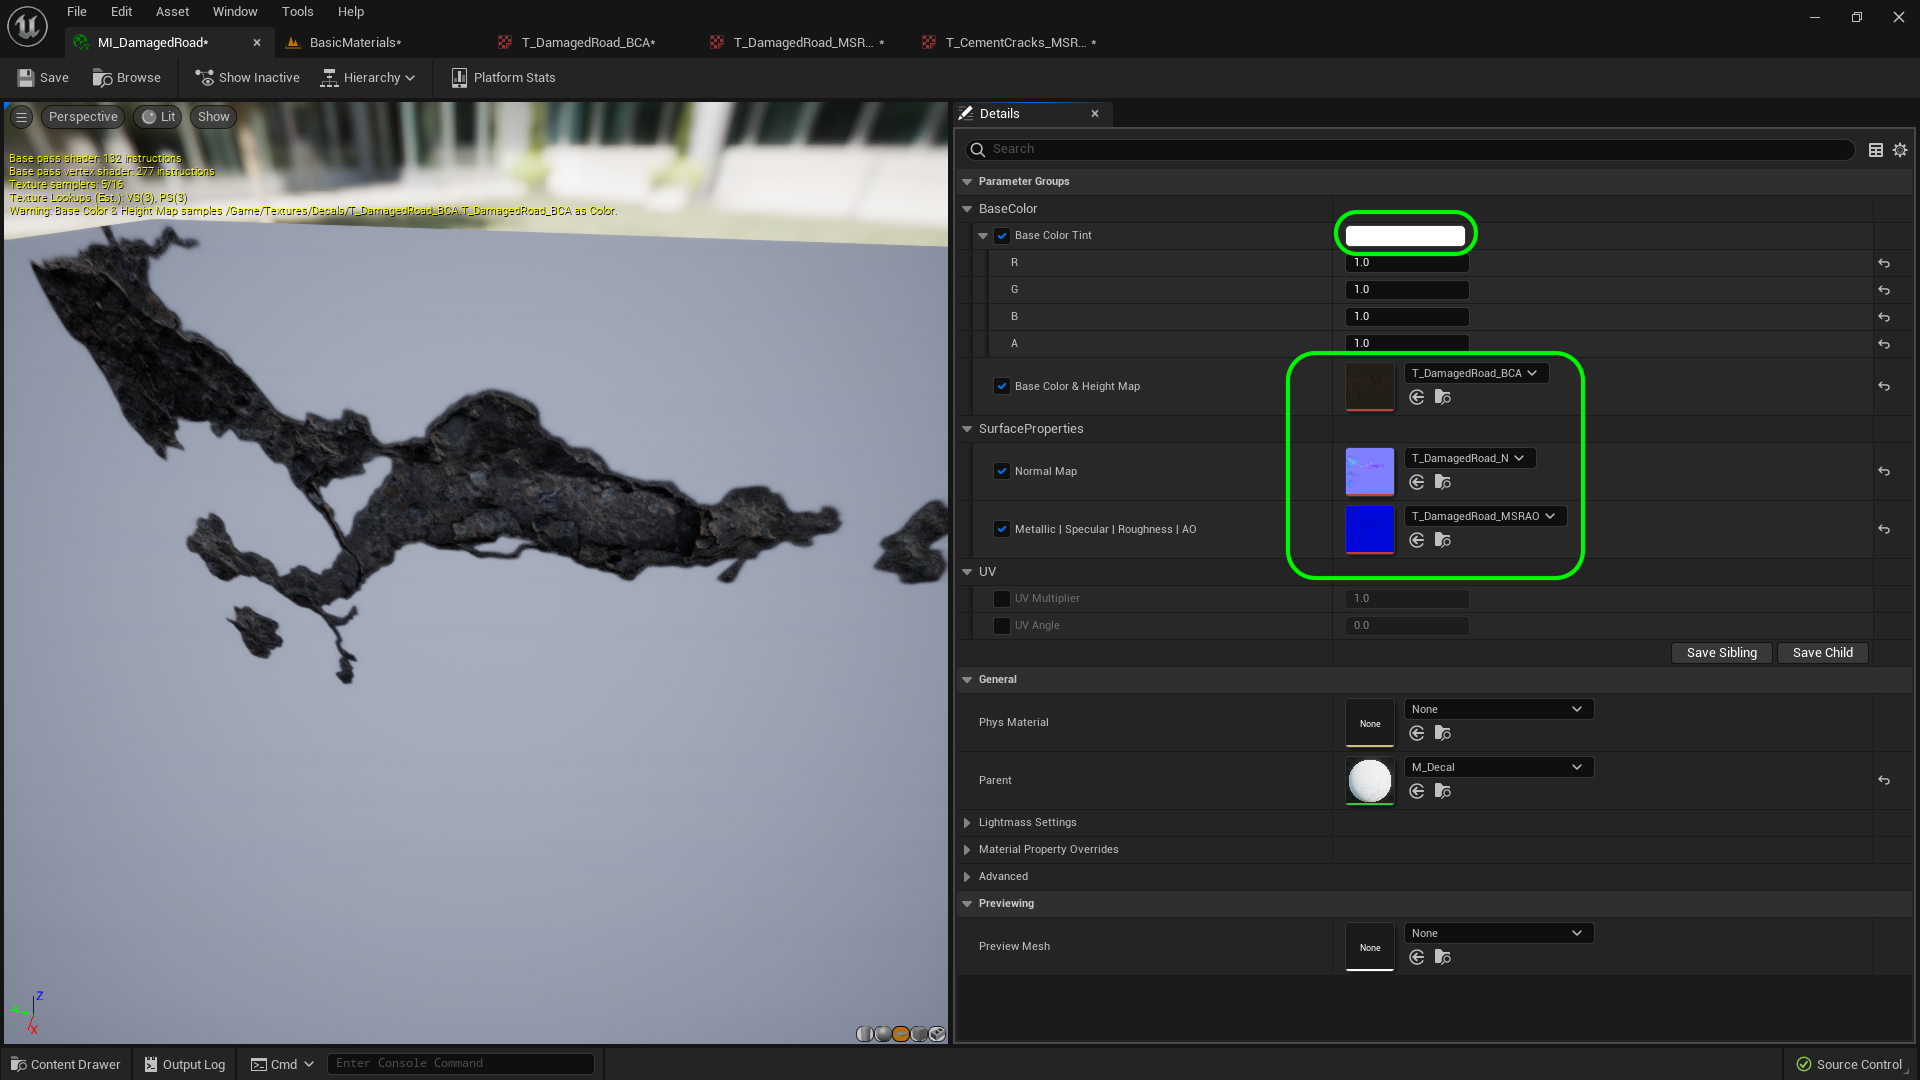 File Edit Asset Window Tools Help
MI_DamagedRoad*
BasicMaterials*
T_DamagedRoad_BCA*
T_DamagedRoad_MSR... *
T_CementCracks_MSR... *
Save
Browse
Show Inactive
Hierarchy
Platform Stats
Perspective
Lit
Show
Base pass shader: 132 instructions
Base pass vertex shader: 277 instructions
Texture samplers: 5/16
Texture Lookups (Est.): VS(3), PS(3)
Warning: Base Color & Height Map samples /Game/Textures/Decals/T_DamagedRoad_BCA.T_DamagedRoad_BCA as Color.
Z
X
Details
Search
Parameter Groups
BaseColor
Base Color Tint
R 1.0
G 1.0
B 1.0
A 1.0
Base Color & Height Map
T_DamagedRoad_BCA
SurfaceProperties
Normal Map
T_DamagedRoad_N
Metallic | Specular | Roughness | AO
T_DamagedRoad_MSRAO
UV
UV Multiplier 1.0
UV Angle 0.0
Save Sibling
Save Child
General
Phys Material
None
None
Parent
M_Decal
Lightmass Settings
Material Property Overrides
Advanced
Previewing
Preview Mesh
None
None
Content Drawer
Output Log
Cmd
Enter Console Command
Source Control